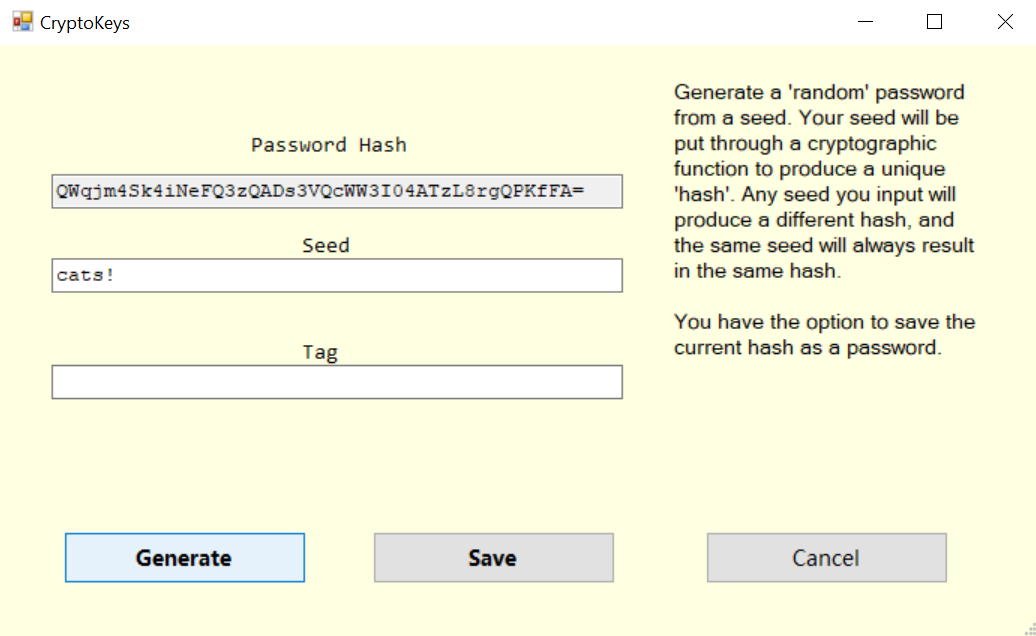 CryptoKeys
Password Hash
QWqjm4Sk4iNeFQ3zQADs3VQcWW3I04ATzL8rgQPKfFA=
Seed
cats!
Tag
Generate
Save
Cancel
Generate a 'random' password
from a seed. Your seed will be
put through a cryptographic
function to produce a unique
'hash'. Any seed you input will
produce a different hash, and
the same seed will always result
in the same hash.
You have the option to save the
current hash as a password.